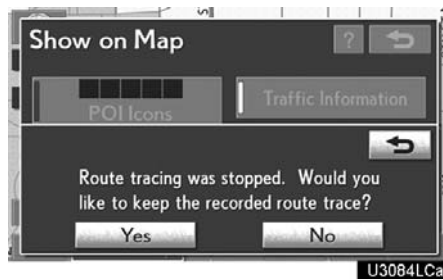 Show on Map
?
POI Icons
Traffic Information
Route tracing was stopped. Would you
like to keep the recorded route trace?
Yes
No
U3084LCa